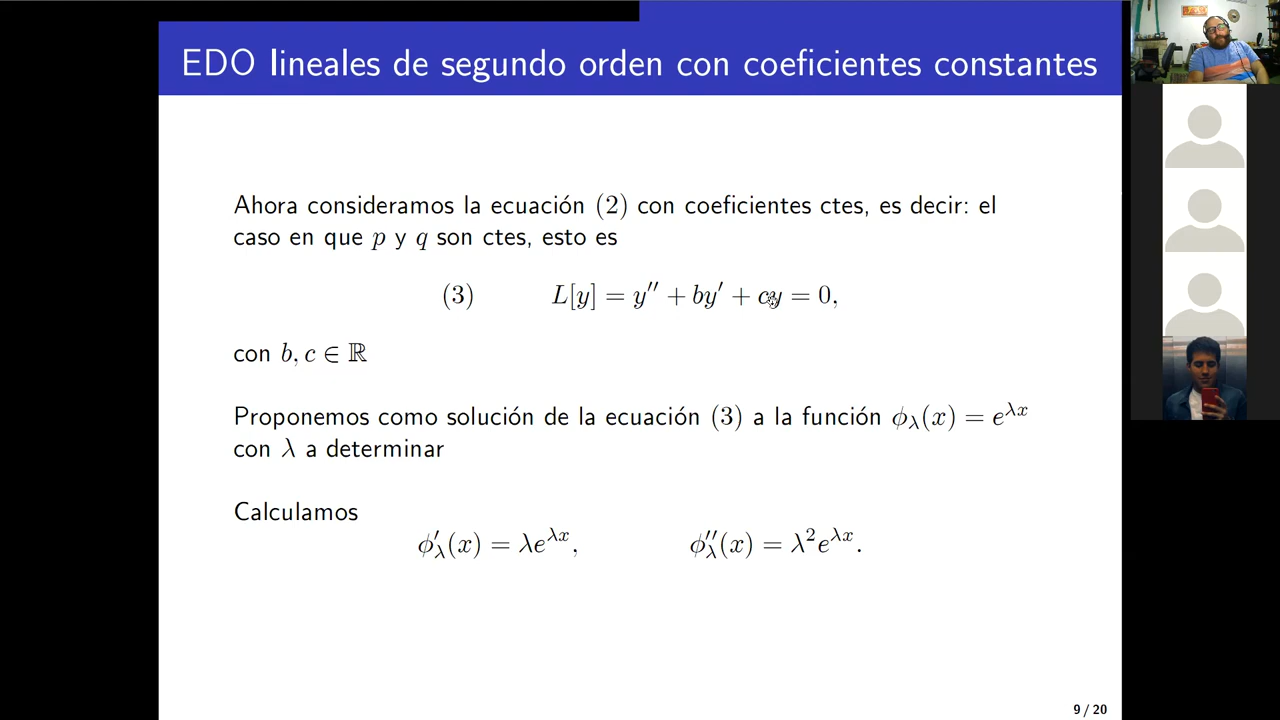 EDO lineales de segundo orden con coeficientes constantes
Ahora consideramos la ecuación (2) con coeficientes ctes, es decir: el
caso en que p y q son ctes, esto es
(3) L[y] = y′′ + by′ + cy = 0,
con b, c ∈ ℝ
Proponemos como solución de la ecuación (3) a la función ϕ_λ(x) = e^{λx}
con λ a determinar
Calculamos
ϕ′_λ(x) = λe^{λx}, ϕ′′_λ(x) = λ²e^{λx}.
9 / 20